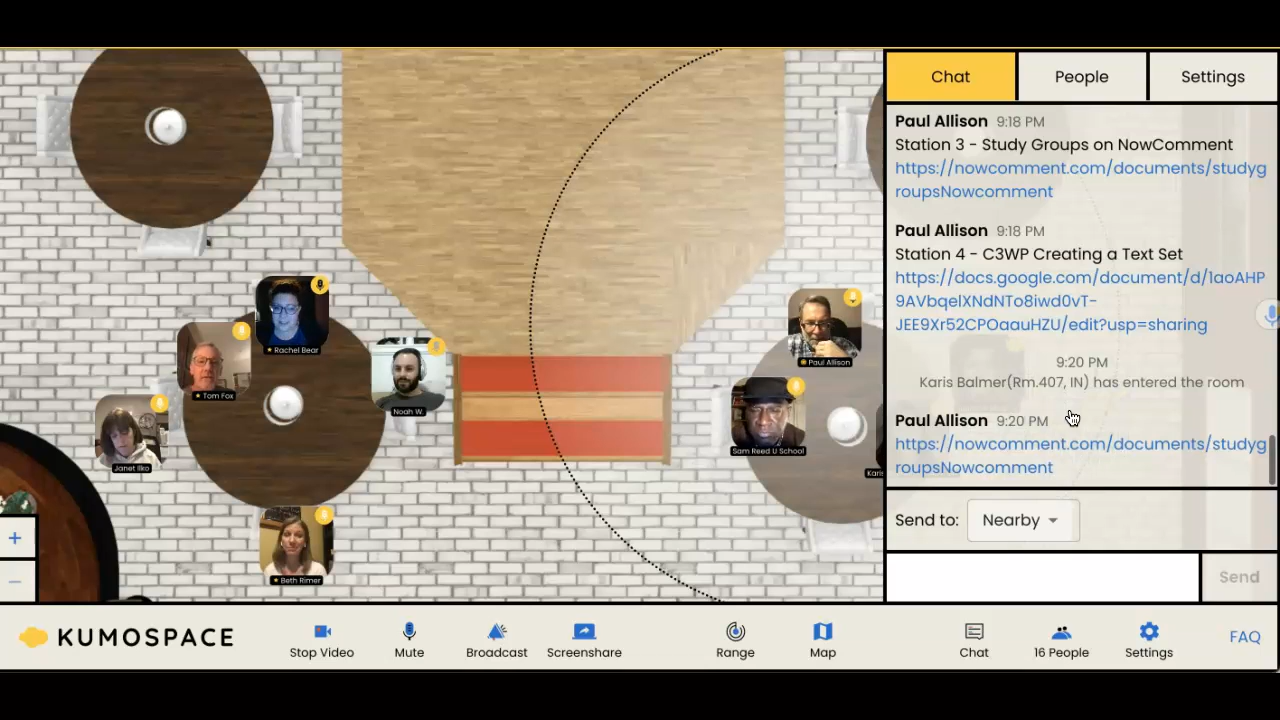 Chat
People
Settings
Paul Allison 9:18 PM
Station 3 - Study Groups on NowComment
https://nowcomment.com/documents/studyg
roupsNowcomment
Paul Allison 9:18 PM
Station 4 - C3WP Creating a Text Set
https://docs.google.com/document/d/1aoAHP
9AVbqelXNdNTo8iwd0vT-
JEE9Xr52CPOaauHZU/edit?usp=sharing
9:20 PM
Karis Balmer(Rm.407, IN) has entered the room
Paul Allison 9:20 PM
https://nowcomment.com/documents/studyg
roupsNowcomment
Send to: Nearby
Send
Rachel Bear
Tom Fox
Noah W.
Janet Ilko
Beth Rimer
Paul Allison
Sam Reed U School
Karis
KUMOSPACE
Stop Video
Mute
Broadcast
Screenshare
Range
Map
Chat
16 People
Settings
FAQ